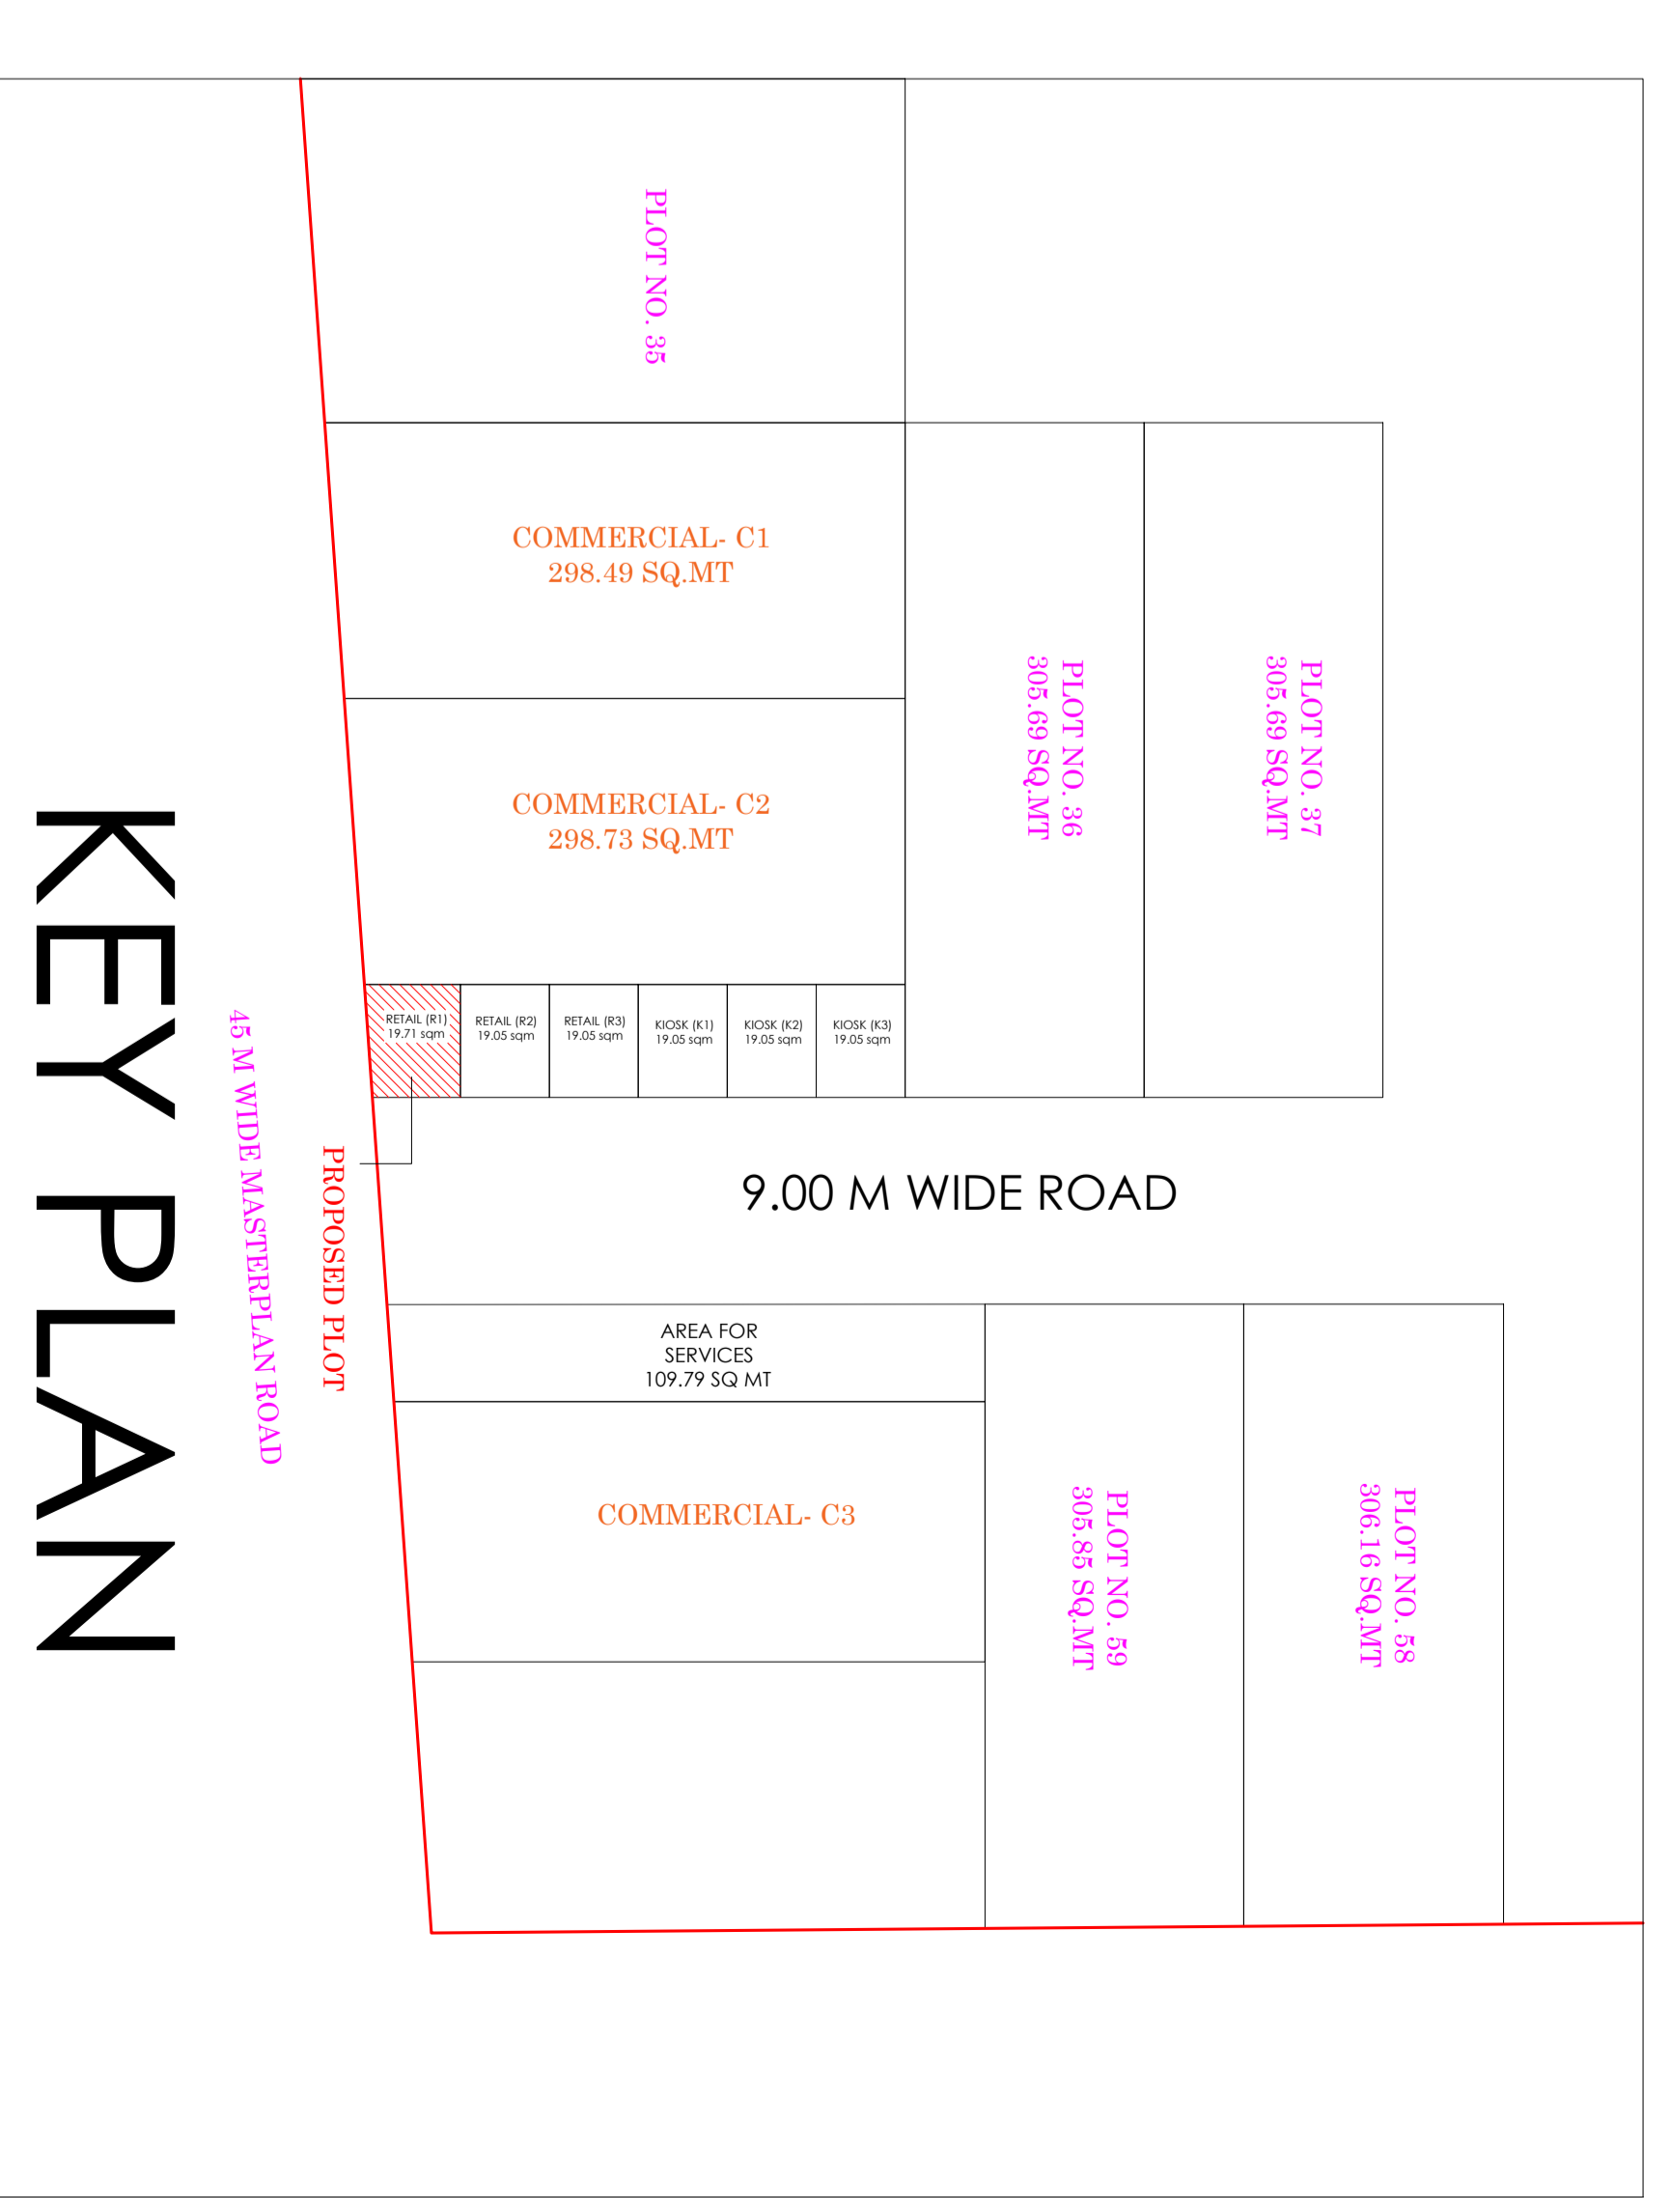 PLOT NO. 35
COMMERCIAL- C1
298.49 SQ.MT
COMMERCIAL- C2
298.73 SQ.MT
PLOT NO. 36
305.69 SQ.MT
PLOT NO. 37
305.69 SQ.MT
RETAIL (R1)
19.71 sqm
RETAIL (R2)
19.05 sqm
RETAIL (R3)
19.05 sqm
KIOSK (K1)
19.05 sqm
KIOSK (K2)
19.05 sqm
KIOSK (K3)
19.05 sqm
9.00 M WIDE ROAD
PROPOSED PLOT
45 M WIDE MASTERPLAN ROAD
KEY PLAN
AREA FOR
SERVICES
109.79 SQ MT
COMMERCIAL- C3
PLOT NO. 59
305.85 SQ.MT
PLOT NO. 58
306.16 SQ.MT